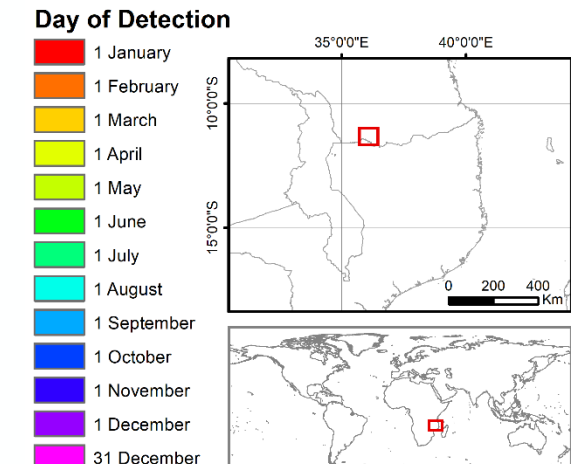 Day of Detection
1 January
1 February
1 March
1 April
1 May
1 June
1 July
1 August
1 September
1 October
1 November
1 December
31 December
35°0'0"E 40°0'0"E
10°0'0"S
15°0'0"S
0 200 400
Km